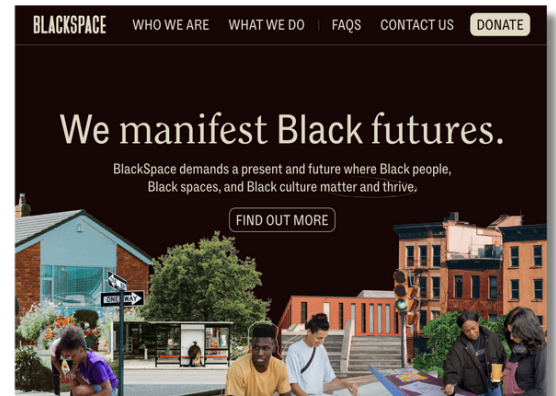 BLACKSPACE WHO WE ARE WHAT WE DO FAQS CONTACT US DONATE
We manifest Black futures.
BlackSpace demands a present and future where Black people,
Black spaces, and Black culture matter and thrive.
FIND OUT MORE
ONE WAY